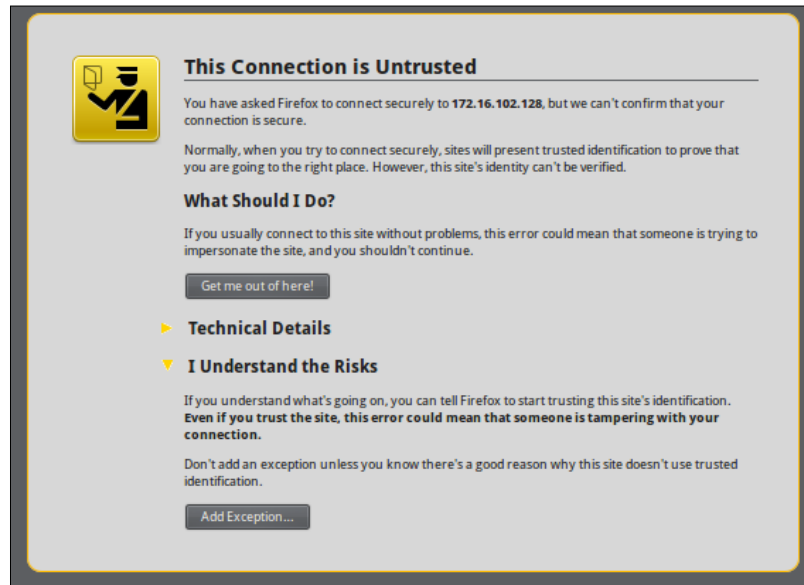 This Connection is Untrusted
You have asked Firefox to connect securely to 172.16.102.128, but we can't confirm that your
connection is secure.
Normally, when you try to connect securely, sites will present trusted identification to prove that
you are going to the right place. However, this site's identity can't be verified.
What Should I Do?
If you usually connect to this site without problems, this error could mean that someone is trying to
impersonate the site, and you shouldn't continue.
Get me out of here!
Technical Details
I Understand the Risks
If you understand what's going on, you can tell Firefox to start trusting this site's identification.
Even if you trust the site, this error could mean that someone is tampering with your
connection.
Don't add an exception unless you know there's a good reason why this site doesn't use trusted
identification.
Add Exception...